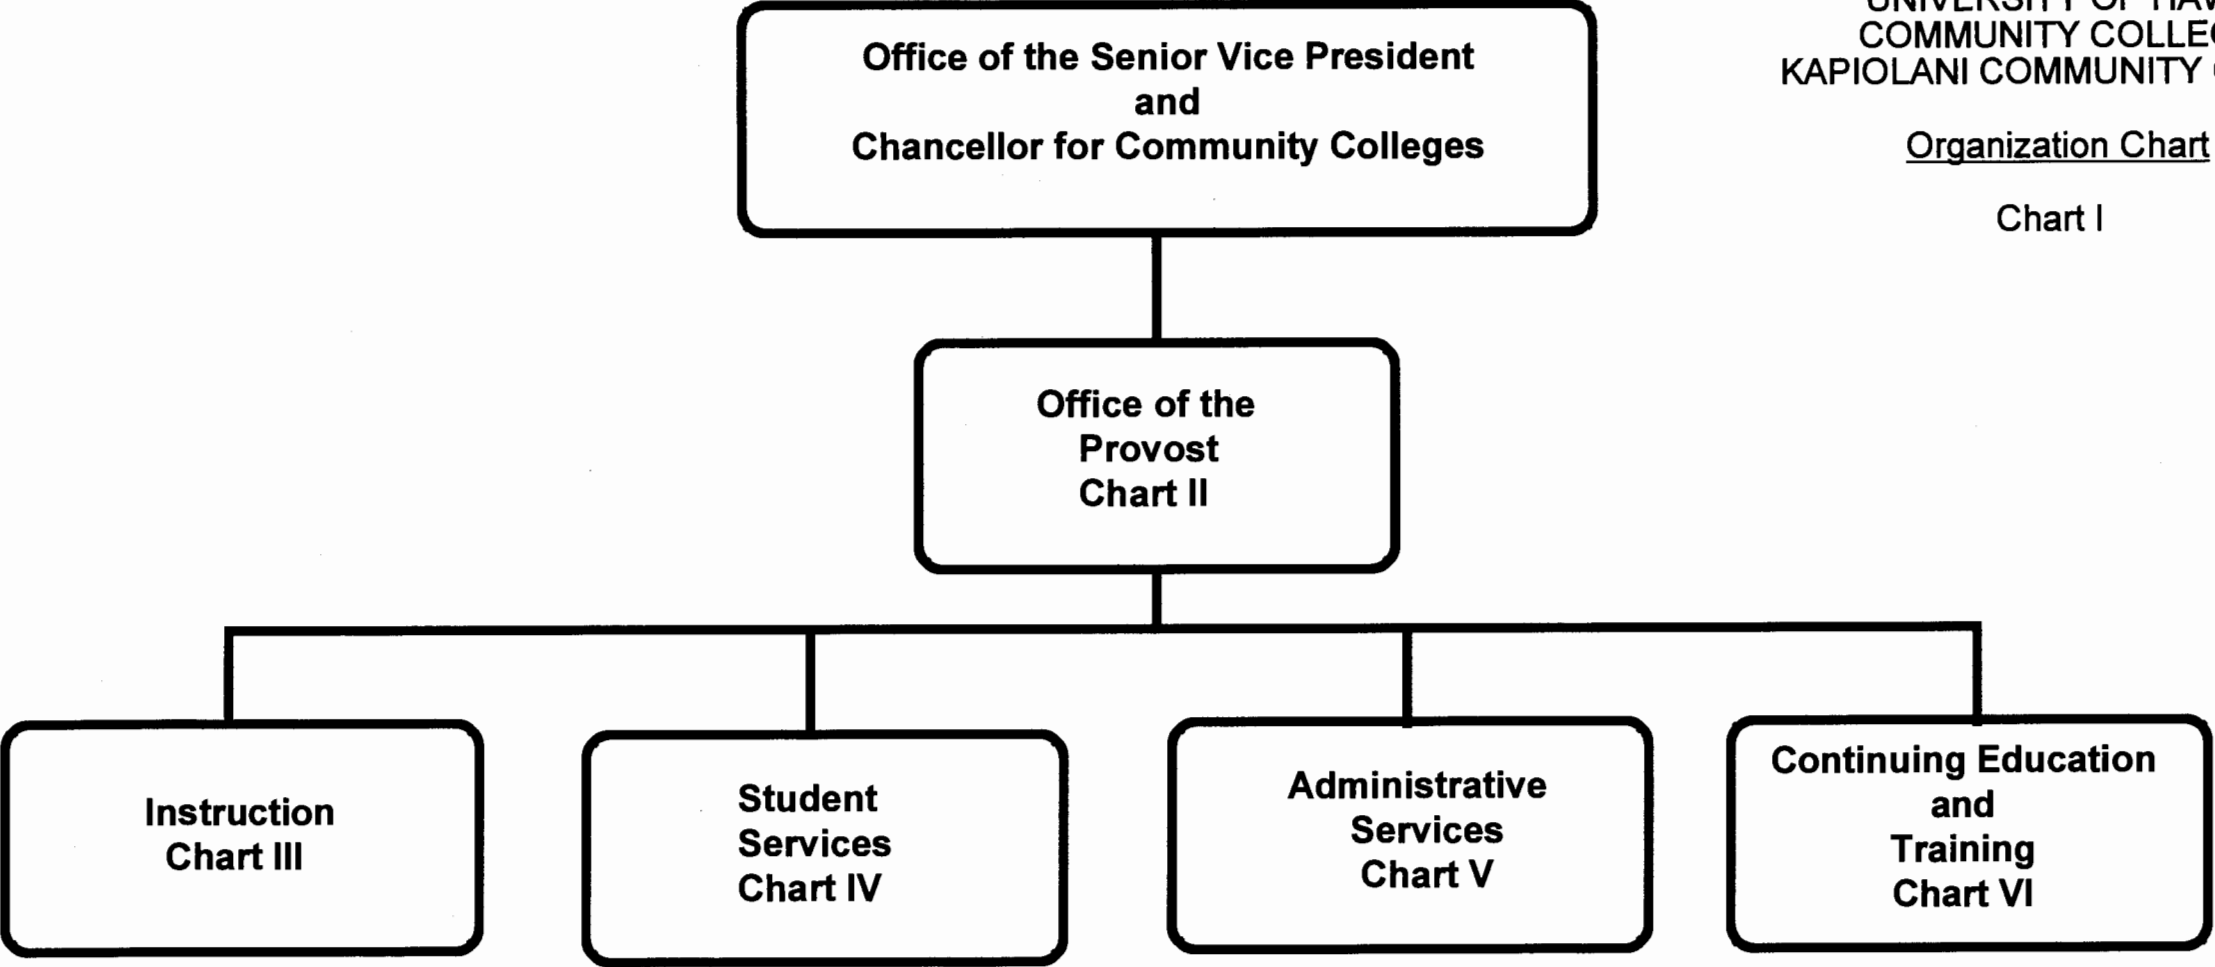 Office of the Senior Vice President
and
Chancellor for Community Colleges
UNIVERSITY OF
COMMUNITY
KAPIOLANI COMMUNITY
Organization Chart
Chart I
Office of the
Provost
Chart II
Instruction
Chart III
Student
Services
Chart IV
Administrative
Services
Chart V
Continuing Education
and
Training
Chart VI